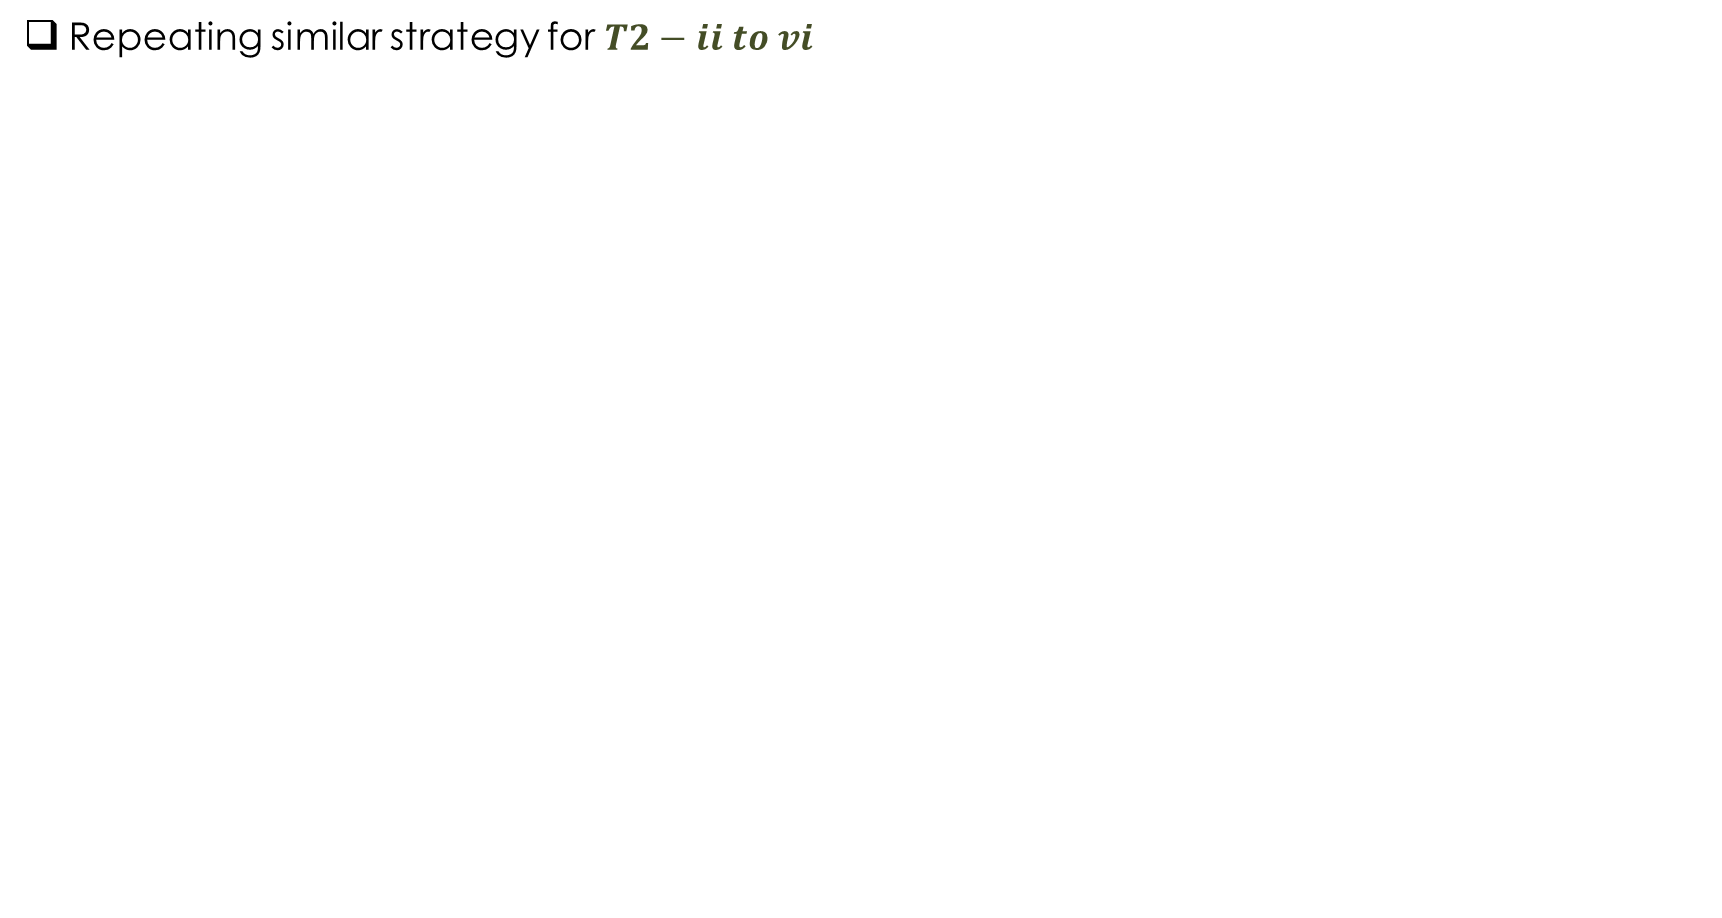 ❑ Repeating similar strategy for T2 − ii to vi